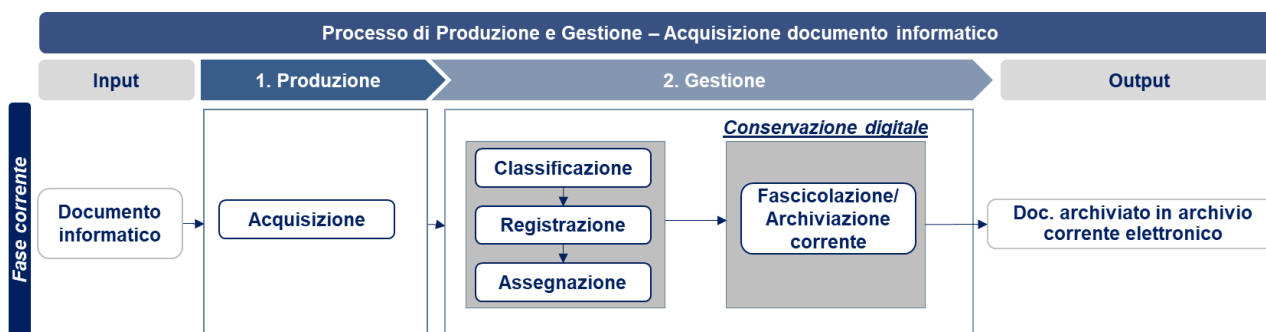 Processo di Produzione e Gestione – Acquisizione documento informatico
Input
1. Produzione
2. Gestione
Output
Fase corrente
Documento
informatico
Acquisizione
Classificazione
Registrazione
Assegnazione
Conservazione digitale
Fascicolazione/
Archiviazione
corrente
Doc. archiviato in archivio
corrente elettronico